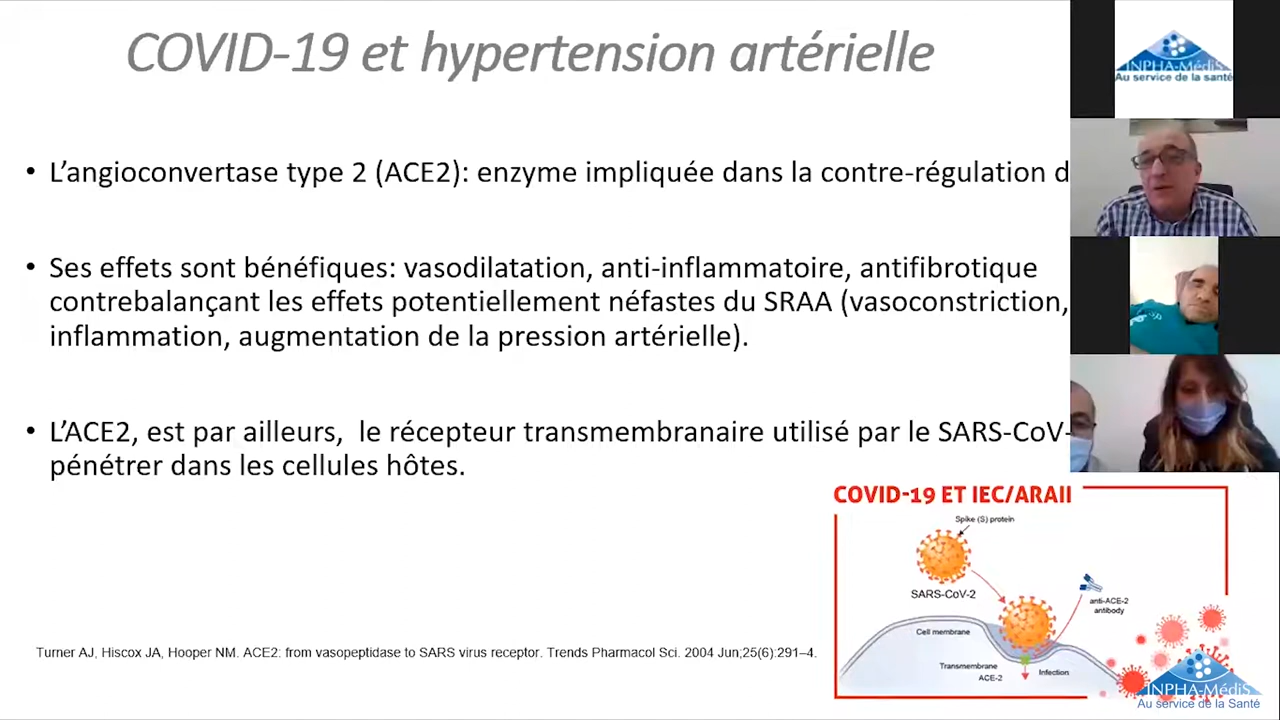 COVID-19 et hypertension artérielle
INPHA-MédiS
Au service de la santé
• L’angioconvertase type 2 (ACE2): enzyme impliquée dans la contre-régulation d
• Ses effets sont bénéfiques: vasodilatation, anti-inflammatoire, antifibrotique
contrebalançant les effets potentiellement néfastes du SRAA (vasoconstriction,
inflammation, augmentation de la pression artérielle).
• L’ACE2, est par ailleurs, le récepteur transmembranaire utilisé par le SARS-CoV-
pénétrer dans les cellules hôtes.
COVID-19 ET IEC/ARAII
Spike (S) protein
SARS-CoV-2
anti-ACE-2
antibody
Cell membrane
Transmembrane
ACE-2
Infection
Turner AJ, Hiscox JA, Hooper NM. ACE2: from vasopeptidase to SARS virus receptor. Trends Pharmacol Sci. 2004 Jun;25(6):291–4.
INPHA-MédiS
Au service de la Santé